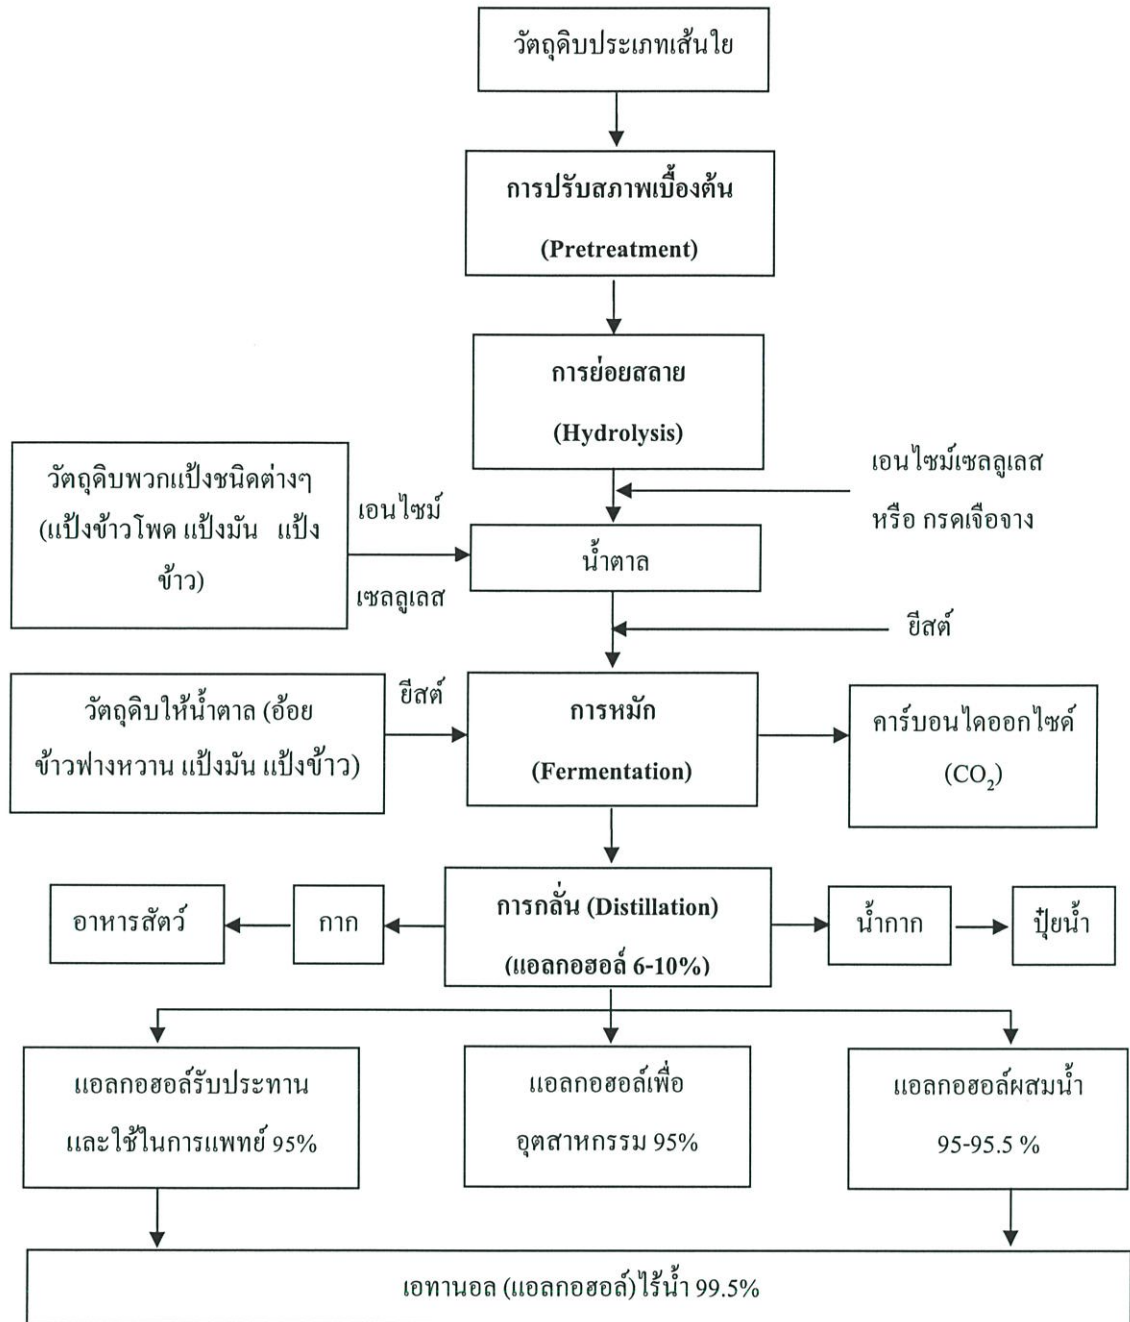 วัตถุดิบประเภทเส้นใย
การปรับสภาพเบื้องต้น
(Pretreatment)
การย่อยสลาย
(Hydrolysis)
เอนไซม์เซลลูเลส
หรือ กรดเจือจาง
วัตถุดิบพวกแป้งชนิดต่างๆ
(แป้งข้าวโพด แป้งมัน แป้ง
ข้าว)
เอนไซม์
เซลลูเลส
น้ำตาล
ยีสต์
วัตถุดิบให้น้ำตาล (อ้อย
ข้าวฟางหวาน แป้งมัน แป้งข้าว)
ยีสต์
การหมัก
(Fermentation)
คาร์บอนไดออกไซด์
(CO₂)
อาหารสัตว์
กาก
การกลั่น (Distillation)
(แอลกอฮอล์ 6-10%)
น้ำกาก
ปุ๋ยน้ำ
แอลกอฮอล์รับประทาน
และใช้ในการแพทย์ 95%
แอลกอฮอล์เพื่อ
อุตสาหกรรม 95%
แอลกอฮอล์ผสมน้ำ
95-95.5 %
เอทานอล (แอลกอฮอล์) ไร้น้ำ 99.5%